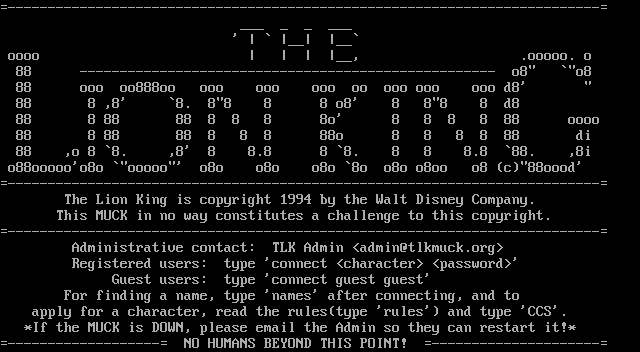 THE
LION KING
(c)
The Lion King is copyright 1994 by the Walt Disney Company.
This MUCK in no way constitutes a challenge to this copyright.
Administrative contact:  TLK Admin <admin@tlkmuck.org>
Registered users:  type 'connect <character> <password>'
Guest users:  type 'connect guest guest'
For finding a name, type 'names' after connecting, and to
apply for a character, read the rules(type 'rules') and type 'CCS'.
*If the MUCK is DOWN, please email the Admin so they can restart it!*
NO HUMANS BEYOND THIS POINT!